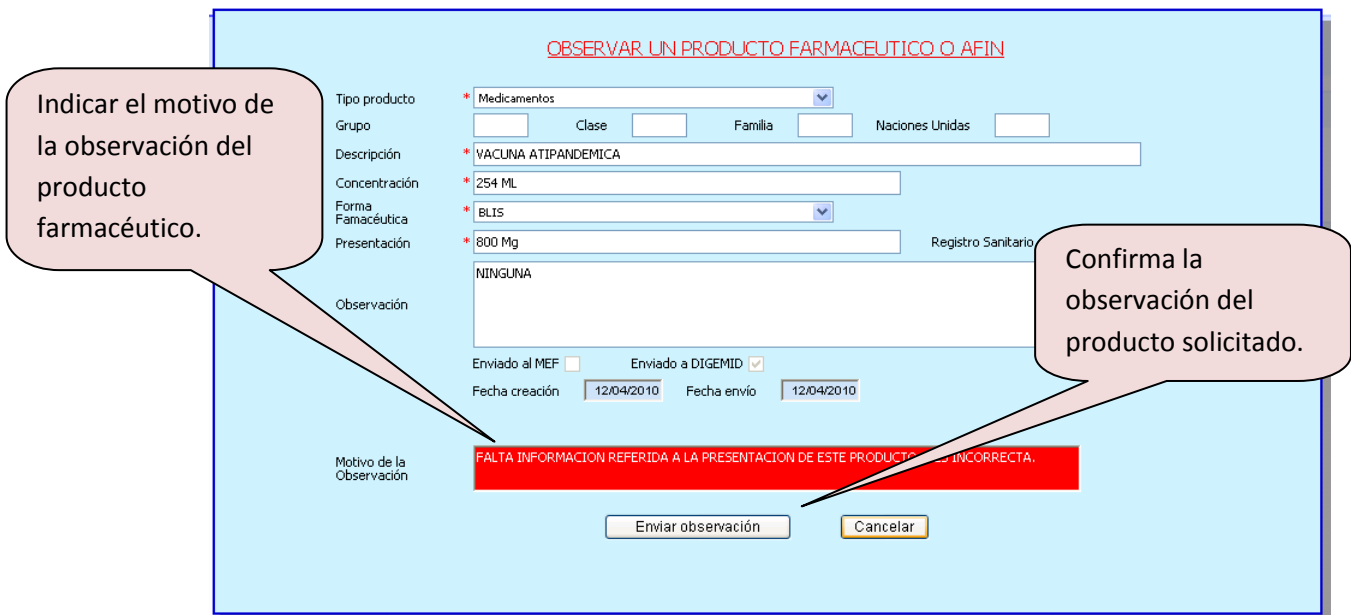 OBSERVAR UN PRODUCTO FARMACEUTICO O AFIN
Indicar el motivo de
la observación del
producto
farmacéutico.
Tipo producto * Medicamentos
Grupo Clase Familia Naciones Unidas
Descripción * VACUNA ATIPANDEMICA
Concentración * 254 ML
Forma
Famacéutica * BLIS
Presentación * 800 Mg Registro Sanitario
Confirma la
observación del
producto solicitado.
Observación NINGUNA
Enviado al MEF Enviado a DIGEMID
Fecha creación 12/04/2010 Fecha envío 12/04/2010
Motivo de la
Observación
FALTA INFORMACION REFERIDA A LA PRESENTACION DE ESTE PRODUCTO INCORRECTA.
Enviar observación Cancelar